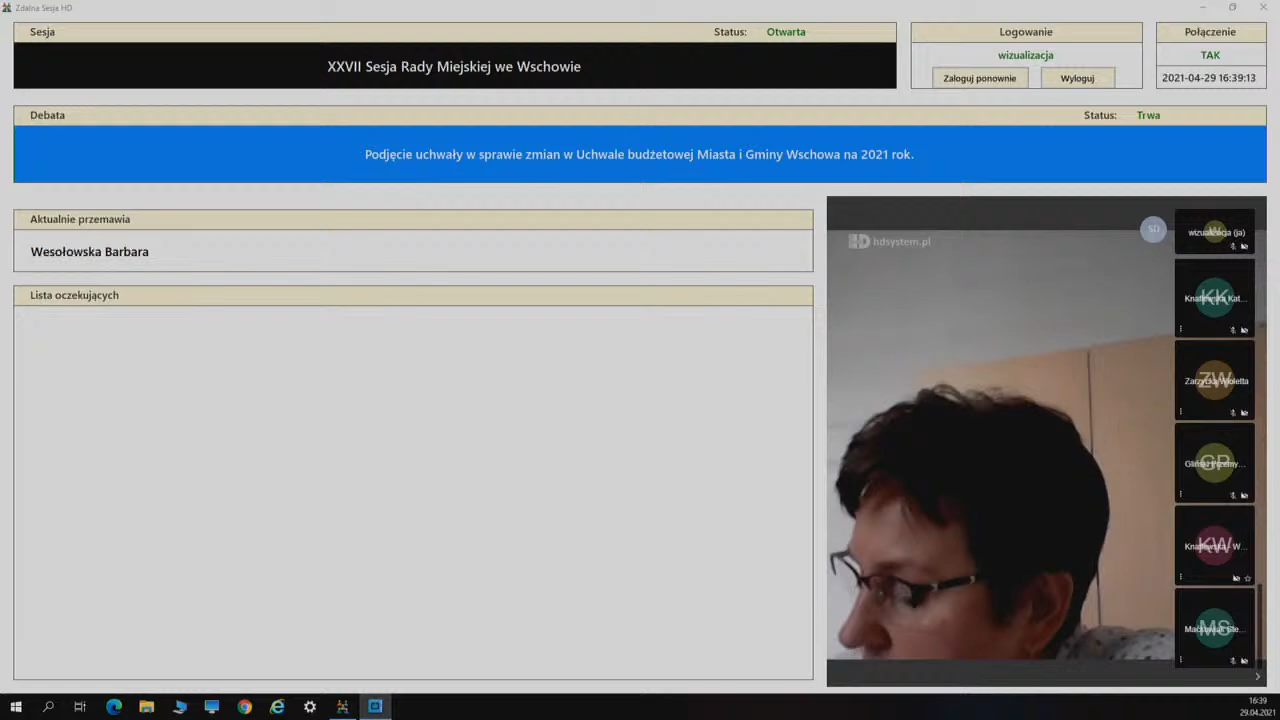 Zdalna Sesja HD
Sesja
Status: Otwarta
XXVII Sesja Rady Miejskiej we Wschowie
Logowanie
wizualizacja
Zaloguj ponownie
Wyloguj
Połączenie
TAK
2021-04-29 16:39:13
Debata
Status: Trwa
Podjęcie uchwały w sprawie zmian w Uchwale budżetowej Miasta i Gminy Wschowa na 2021 rok.
Aktualnie przemawia
Wesołowska Barbara
Lista oczekujących
HD hdsystem.pl
SD
wizualizacja (ja)
KK
Kat...
ZW
Zarzycka Wioletta
GP
KW
MS
16:39
29.04.2021